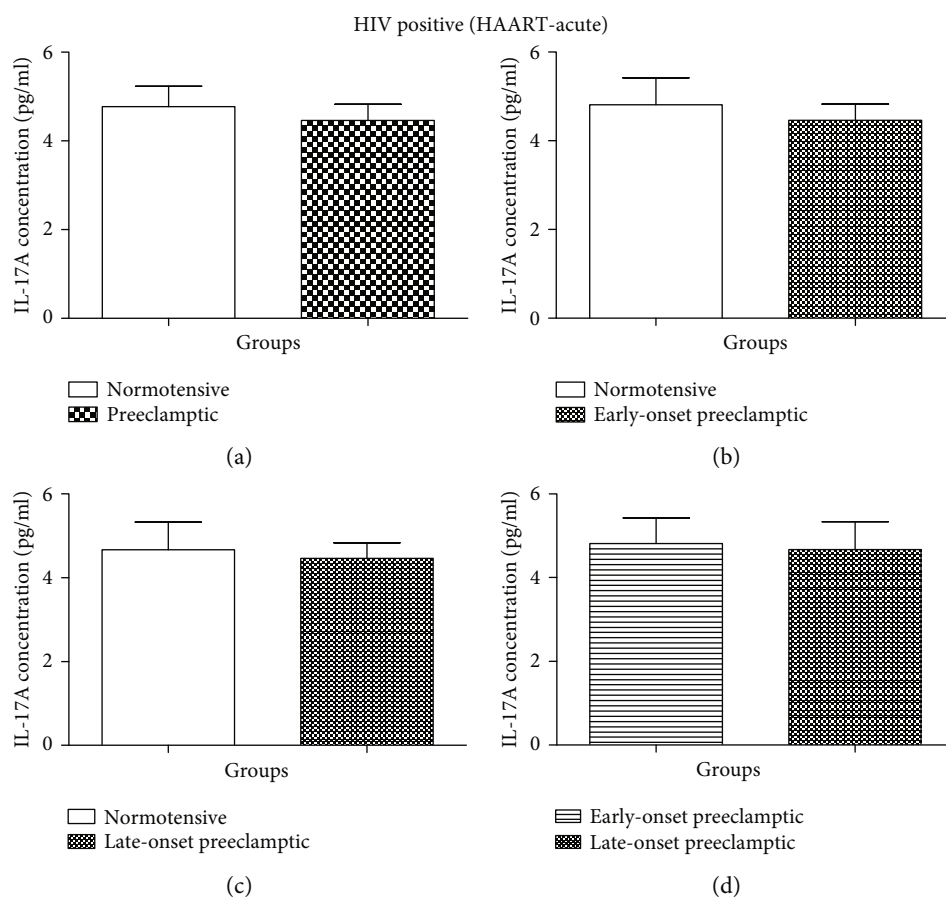 HIV positive (HAART-acute)
IL-17A concentration (pg/ml)
6
4
2
0
Groups
Normotensive
Preeclamptic
(a)
IL-17A concentration (pg/ml)
6
4
2
0
Groups
Normotensive
Early-onset preeclamptic
(b)
IL-17A concentration (pg/ml)
6
4
2
0
Groups
Normotensive
Late-onset preeclamptic
(c)
IL-17A concentration (pg/ml)
6
4
2
0
Groups
Early-onset preeclamptic
Late-onset preeclamptic
(d)